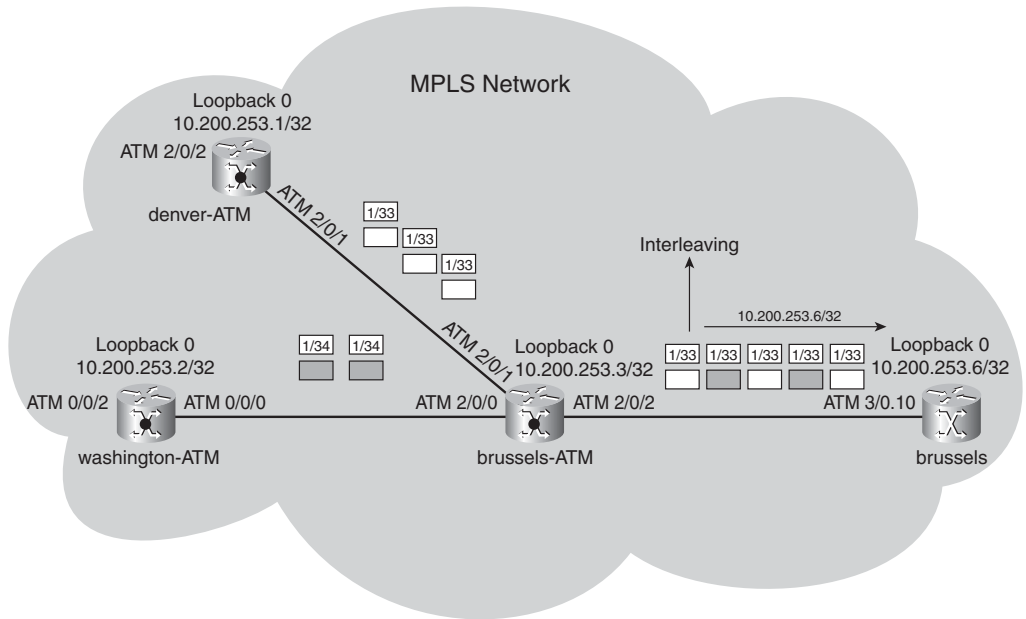 MPLS Network
Loopback 0
10.200.253.1/32
ATM 2/0/2
denver-ATM
ATM 2/0/1
1/33
1/33
1/33
Interleaving
10.200.253.6/32
1/34
1/34
ATM 2/0/1
Loopback 0
10.200.253.2/32
Loopback 0
10.200.253.3/32
1/33
1/33
1/33
1/33
1/33
Loopback 0
10.200.253.6/32
ATM 0/0/2
ATM 0/0/0
ATM 2/0/0
ATM 2/0/2
ATM 3/0.10
washington-ATM
brussels-ATM
brussels